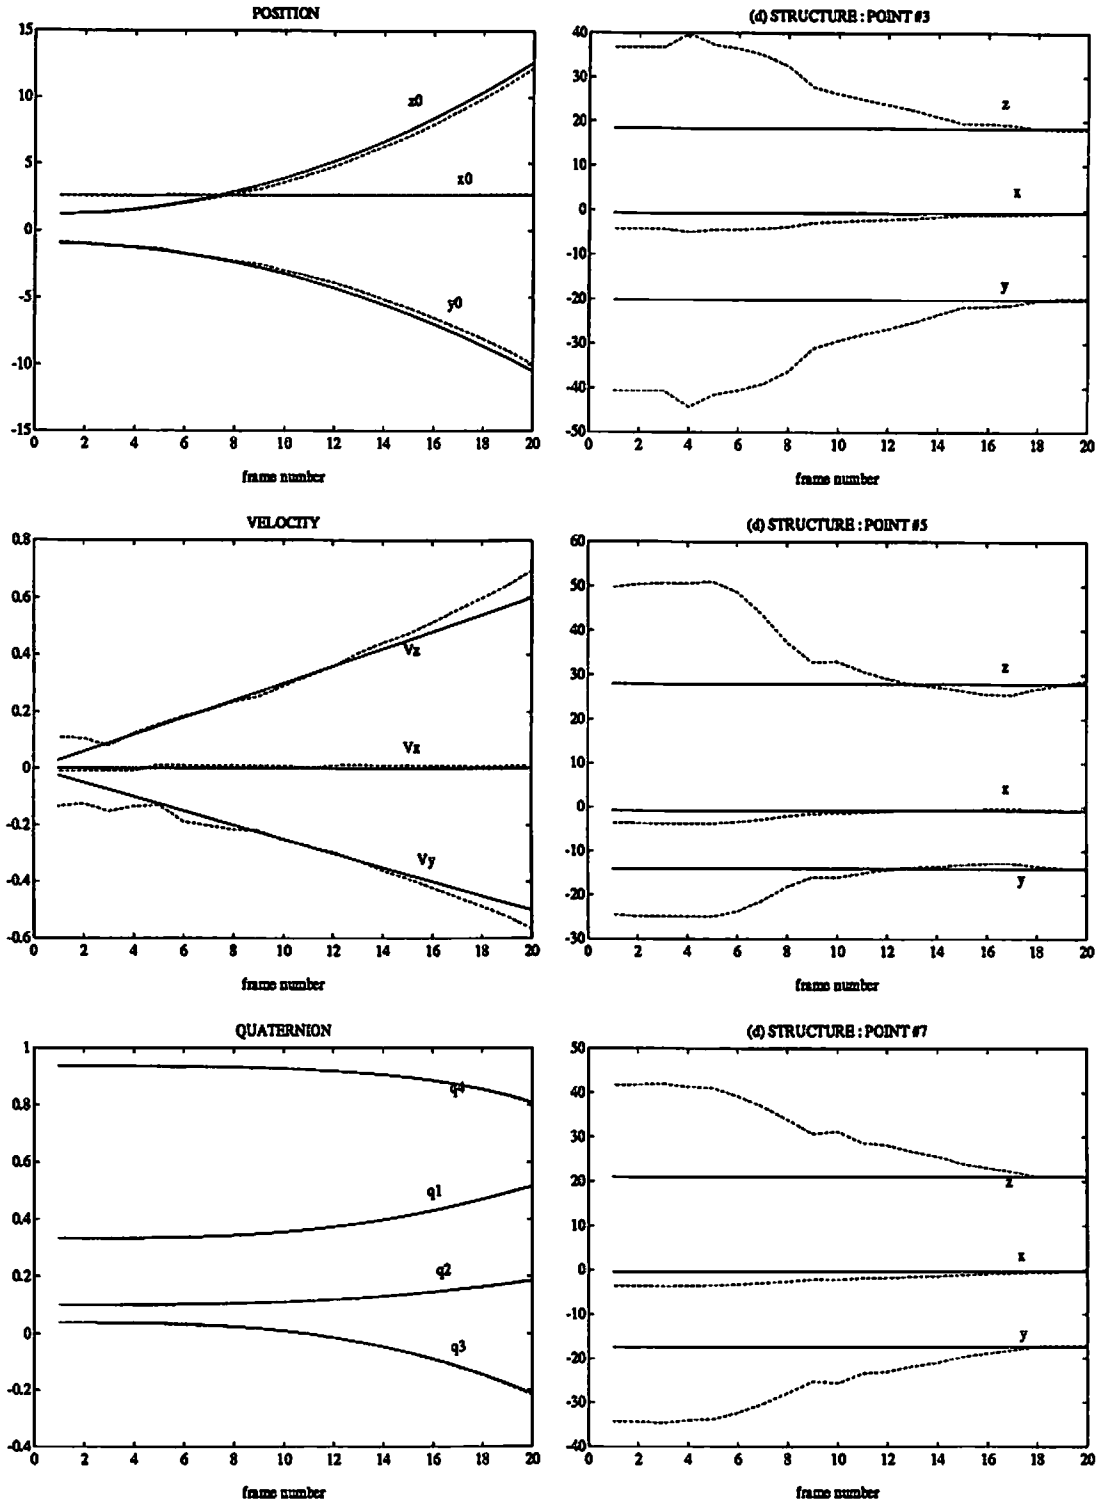 POSITION
15
10
5
0
-5
-10
-15
z0
x0
y0
0 2 4 6 8 10 12 14 16 18 20
frame number
(d) STRUCTURE : POINT #3
40
30
20
10
0
-10
-20
-30
-40
-50
z
x
y
0 2 4 6 8 10 12 14 16 18 20
frame number
VELOCITY
0.8
0.6
0.4
0.2
0
-0.2
-0.4
-0.6
Vz
Vx
Vy
0 2 4 6 8 10 12 14 16 18 20
frame number
(d) STRUCTURE : POINT #5
60
50
40
30
20
10
0
-10
-20
-30
z
x
y
0 2 4 6 8 10 12 14 16 18 20
frame number
QUATERNION
1
0.8
0.6
0.4
0.2
0
-0.2
-0.4
q4
q1
q2
q3
0 2 4 6 8 10 12 14 16 18 20
frame number
(d) STRUCTURE : POINT #7
50
40
30
20
10
0
-10
-20
-30
-40
z
x
y
0 2 4 6 8 10 12 14 16 18 20
frame number